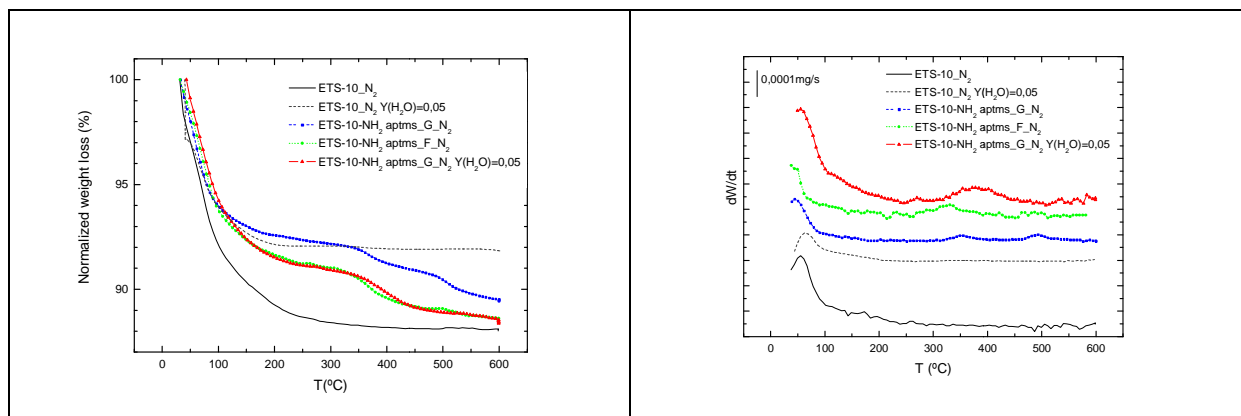 100
95
90
Normalized weight loss (%)
ETS-10_N2
ETS-10_N2 Y(H2O)=0,05
ETS-10-NH2 aptms_G_N2
ETS-10-NH2 aptms_F_N2
ETS-10-NH2 aptms_G_N2 Y(H2O)=0,05
0 100 200 300 400 500 600
T(ºC)
0,0001mg/s
ETS-10_N2
ETS-10_N2 Y(H2O)=0,05
ETS-10-NH2 aptms_G_N2
ETS-10-NH2 aptms_F_N2
ETS-10-NH2 aptms_G_N2 Y(H2O)=0,05
dW/dt
0 100 200 300 400 500 600
T (ºC)